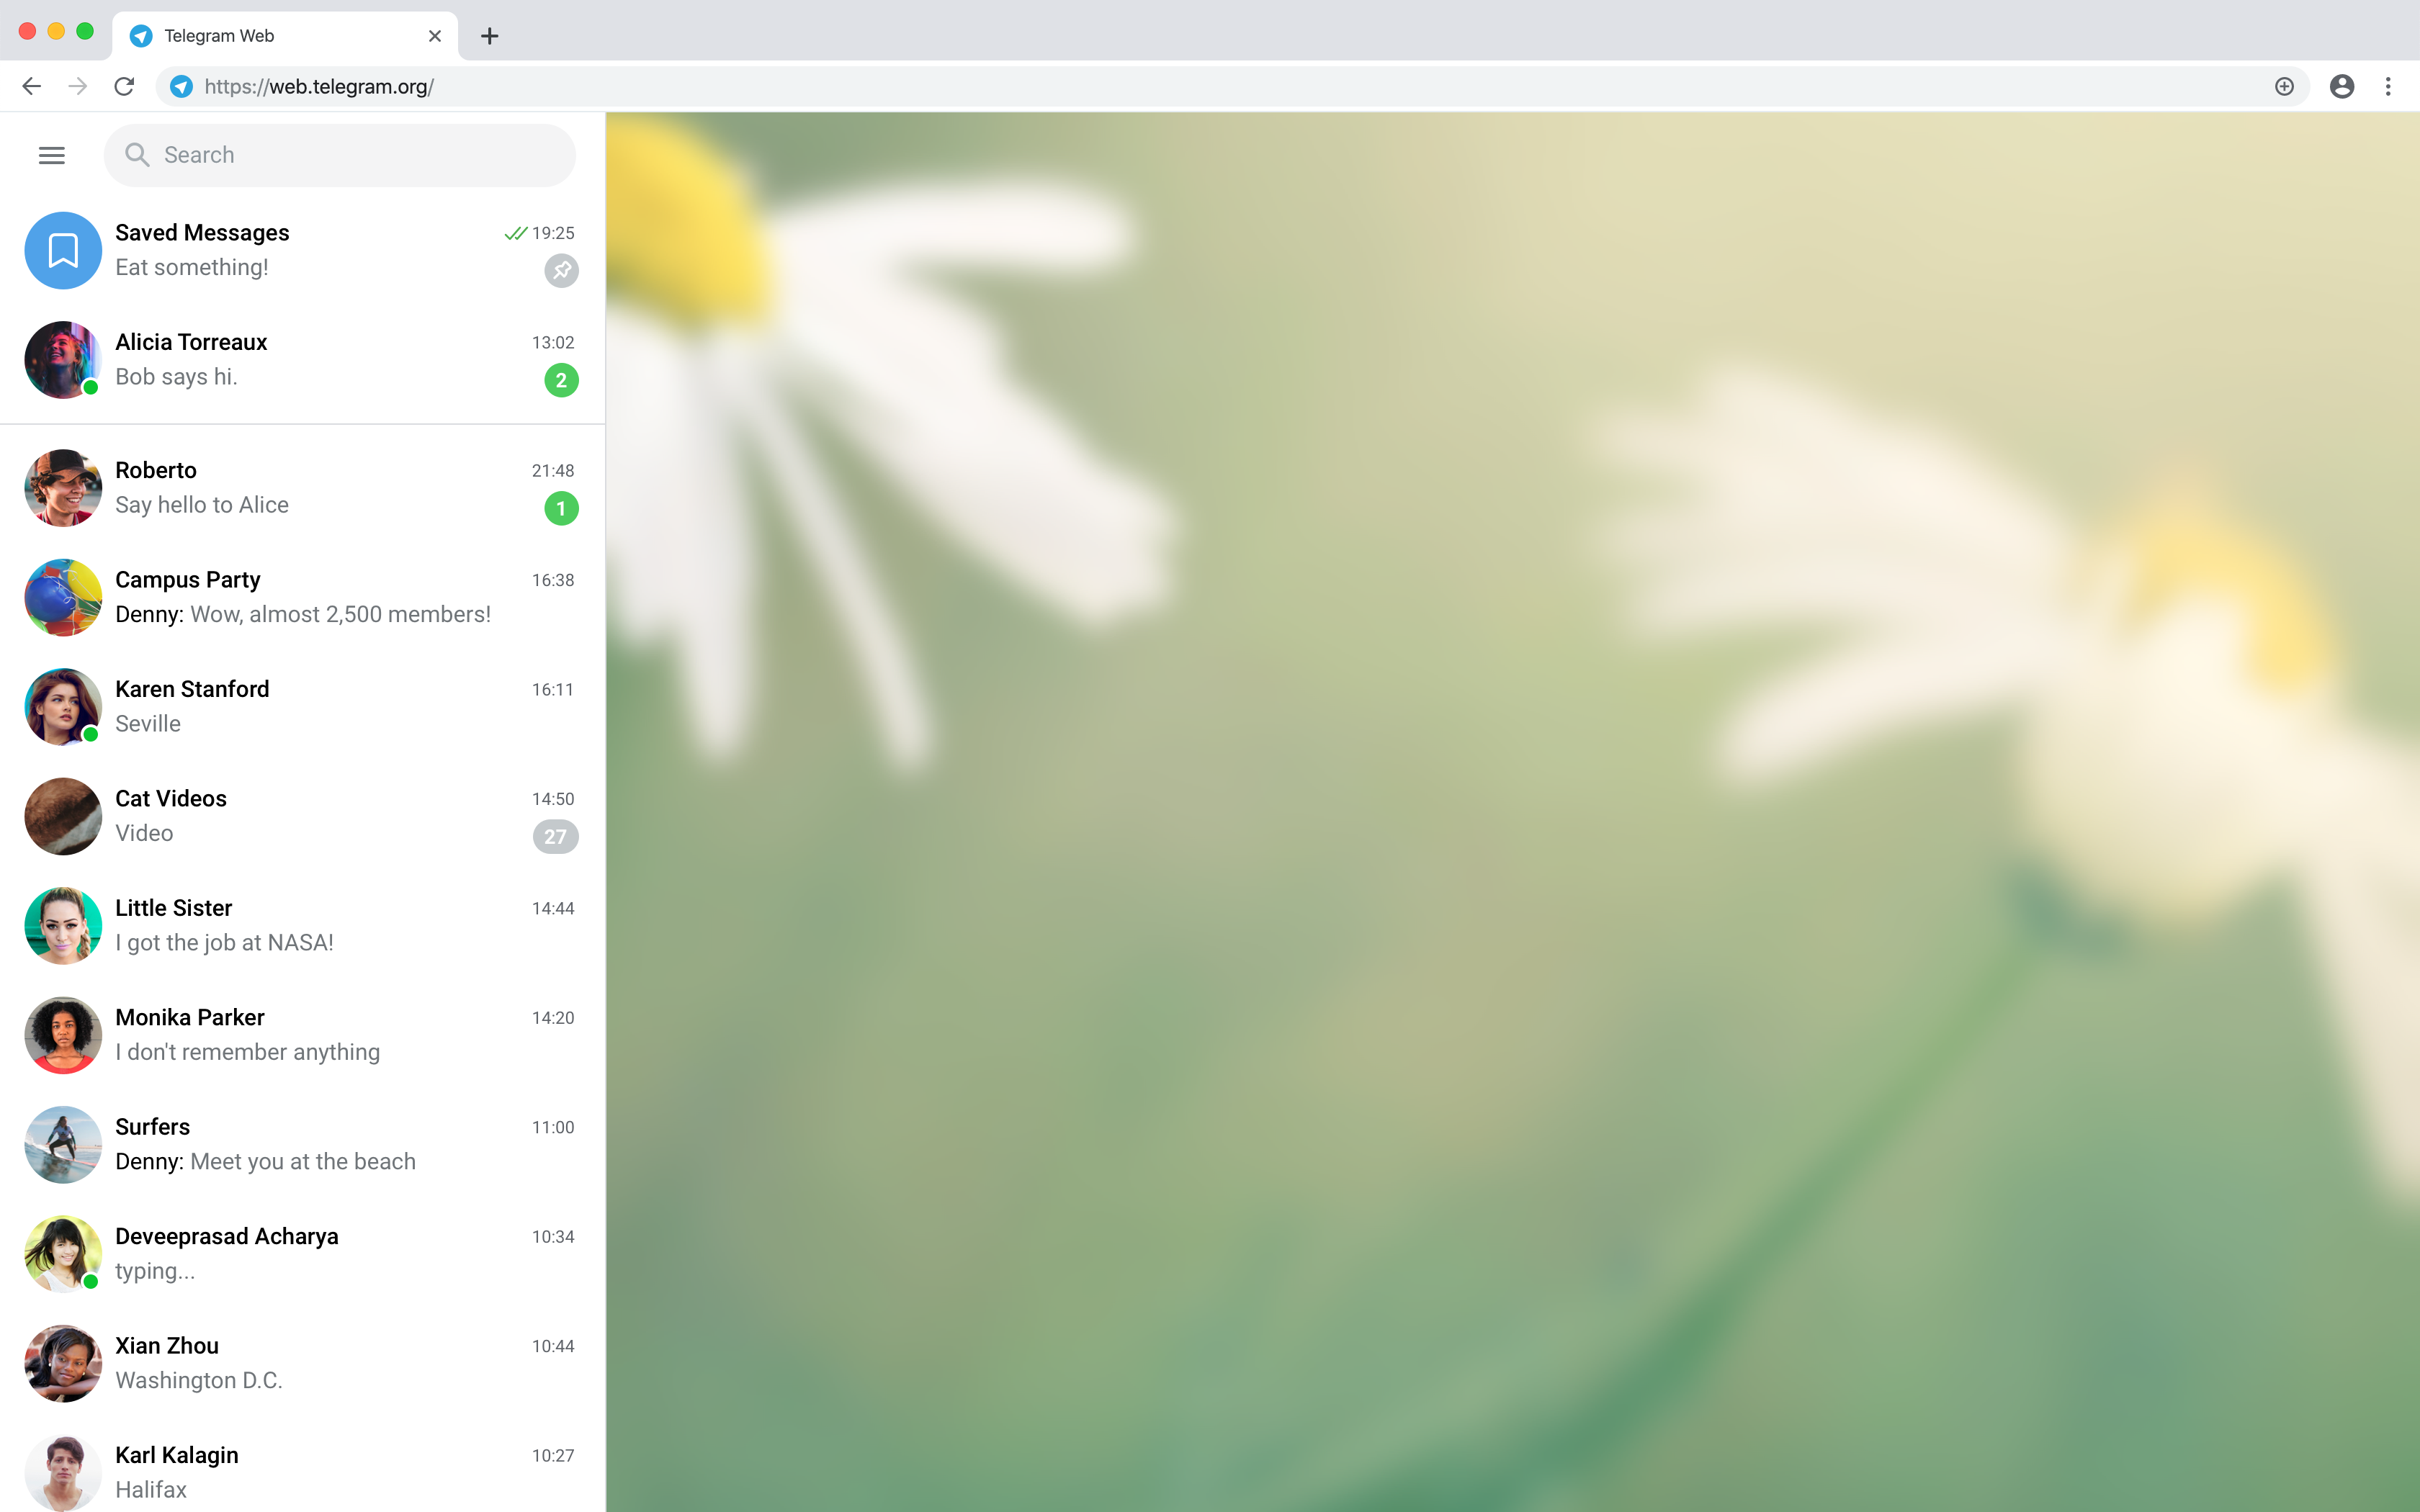 Telegram Web
https://web.telegram.org/
Search
Saved Messages 19:25
Eat something!
Alicia Torreaux 13:02
Bob says hi. 2
Roberto 21:48
Say hello to Alice 1
Campus Party 16:38
Denny: Wow, almost 2,500 members!
Karen Stanford 16:11
Seville
Cat Videos 14:50
Video 27
Little Sister 14:44
I got the job at NASA!
Monika Parker 14:20
I don't remember anything
Surfers 11:00
Denny: Meet you at the beach
Deveeprasad Acharya 10:34
typing...
Xian Zhou 10:44
Washington D.C.
Karl Kalagin 10:27
Halifax